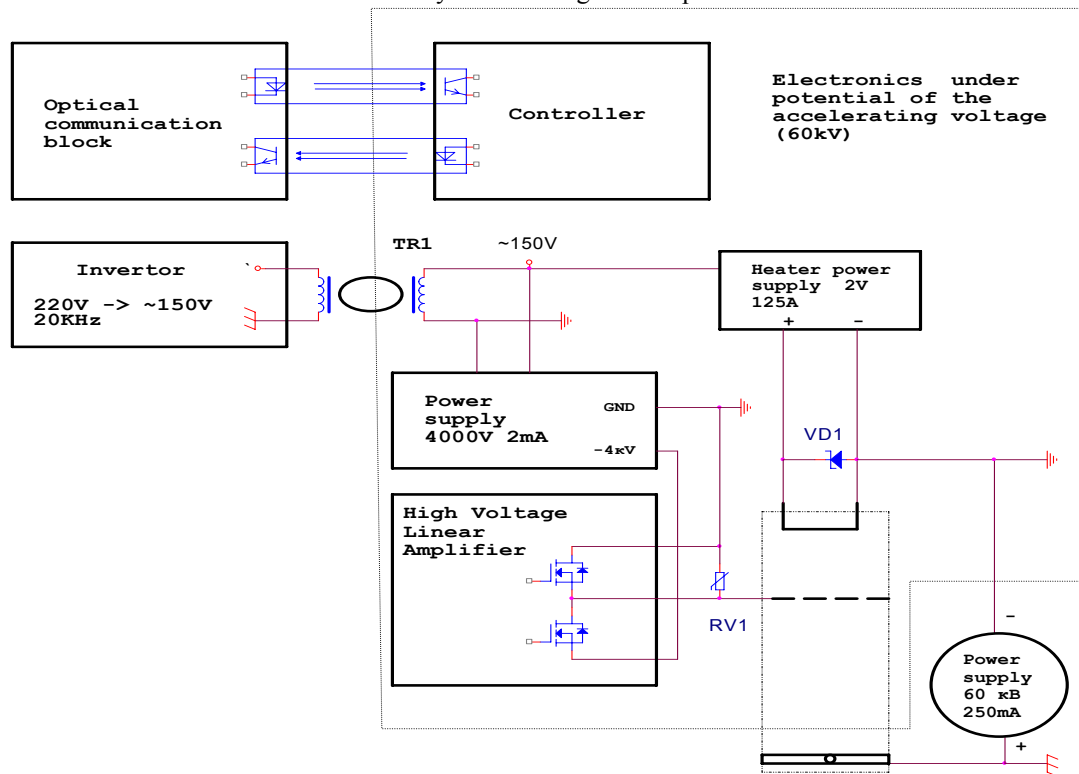 Optical
communication
block
Controller
Electronics under
potential of the
accelerating voltage
(60kV)
Invertor
220V -> ~150V
20KHz
TR1
~150V
Heater power
supply 2V
125A
+ -
Power
supply
4000V 2mA
GND
-4кV
VD1
High Voltage
Linear
Amplifier
RV1
-
Power
supply
60 кВ
250mA
+